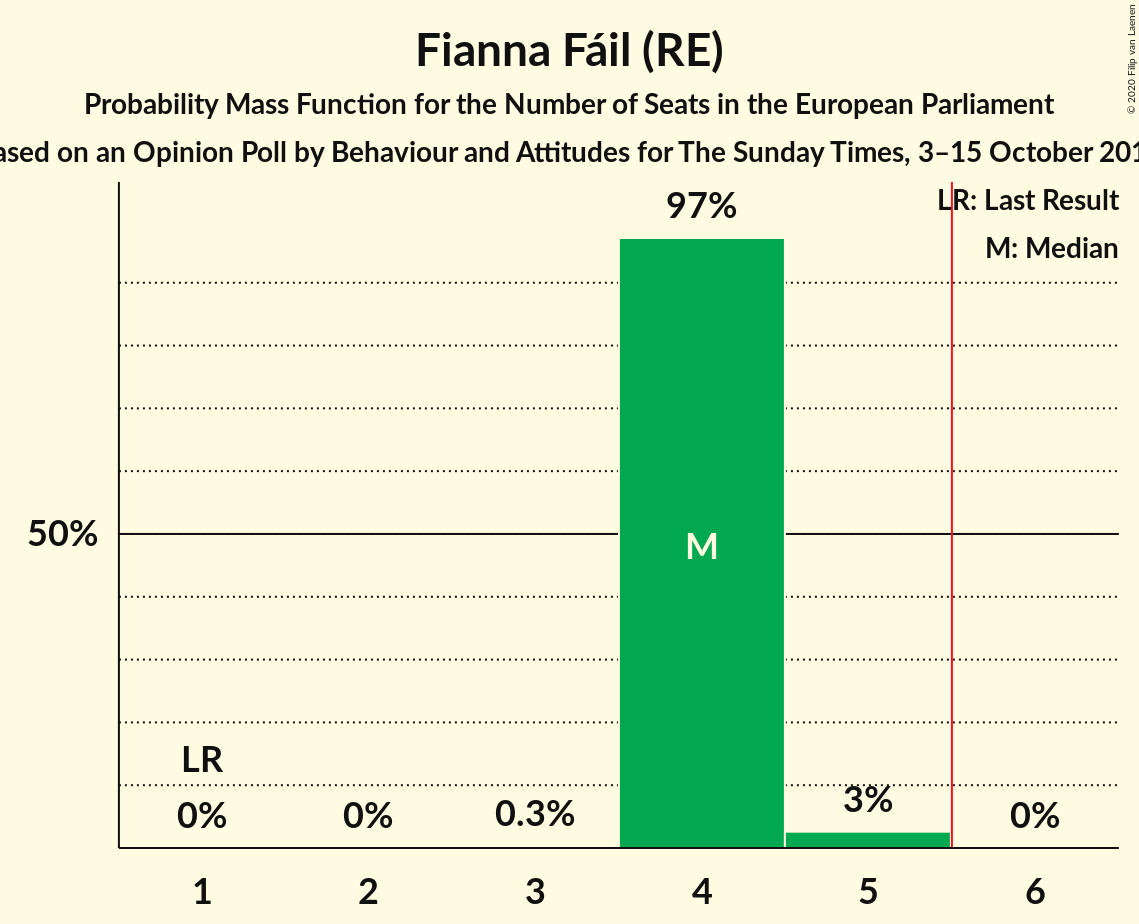 Fianna Fáil (RE)
Probability Mass Function for the Number of Seats in the European Parliament
ased on an Opinion Poll by Behaviour and Attitudes for The Sunday Times, 3–15 October 201
© 2020 Filip van Laenen
LR: Last Result
M: Median
97%
50%
M
LR
0% 0% 0.3% 3% 0%
1 2 3 4 5 6